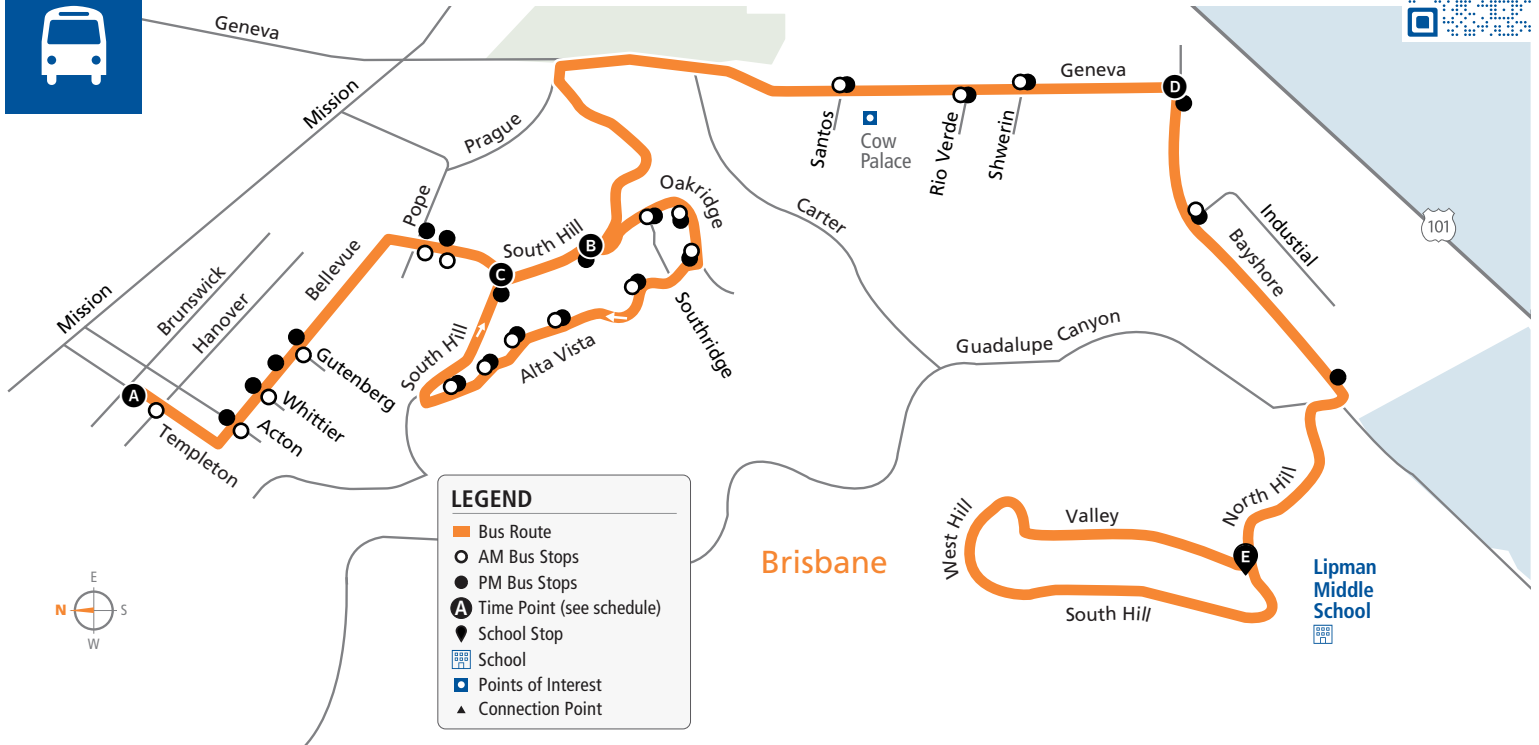 Geneva
Mission
Prague
Pope
Geneva
D
Santos
Cow
Palace
Rio Verde
Shwerin
Oakridge
Carter
101
Industial
Bayshore
South Hill
B
C
Bellevue
Brunswick
Hanover
Mission
Southridge
South Hill
Alta Vista
Guadalupe Canyon
Gutenberg
Whittier
Acton
A
Templeton
LEGEND
Bus Route
AM Bus Stops
PM Bus Stops
A Time Point (see schedule)
School Stop
School
Points of Interest
Connection Point
North Hill
West Hill
Valley
E
South Hill
Brisbane
Lipman
Middle
School
E
N S
W